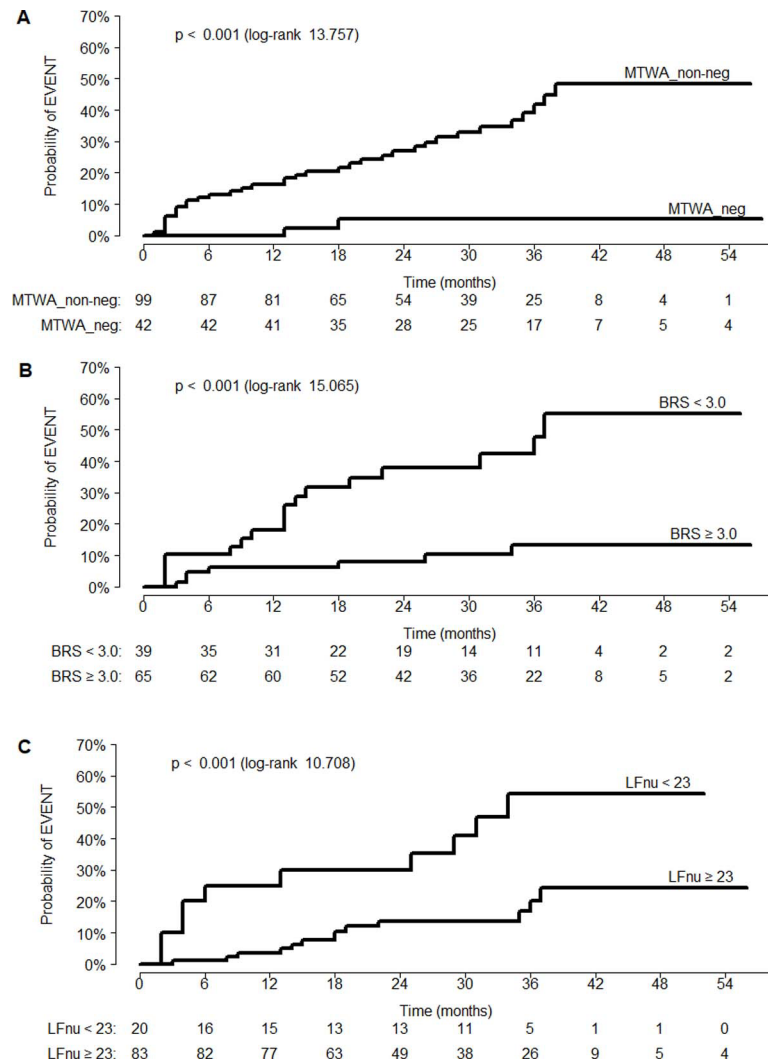 A
70%
p < 0.001 (log-rank 13.757)
60%
MTWA_non-neg
50%
40%
30%
20%
10%
MTWA_neg
0%
Probability of EVENT
0 6 12 18 24 30 36 42 48 54
Time (months)
MTWA_non-neg: 99 87 81 65 54 39 25 8 4 1
MTWA_neg: 42 42 41 35 28 25 17 7 5 4
B
70%
p < 0.001 (log-rank 15.065)
60%
BRS < 3.0
50%
40%
30%
20%
BRS ≥ 3.0
10%
0%
Probability of EVENT
0 6 12 18 24 30 36 42 48 54
Time (months)
BRS < 3.0: 39 35 31 22 19 14 11 4 2 2
BRS ≥ 3.0: 65 62 60 52 42 36 22 8 5 2
C
70%
p < 0.001 (log-rank 10.708)
60%
LFnu < 23
50%
40%
30%
LFnu ≥ 23
20%
10%
0%
Probability of EVENT
0 6 12 18 24 30 36 42 48 54
Time (months)
LFnu < 23: 20 16 15 13 13 11 5 1 1 0
LFnu ≥ 23: 83 82 77 63 49 38 26 9 5 4